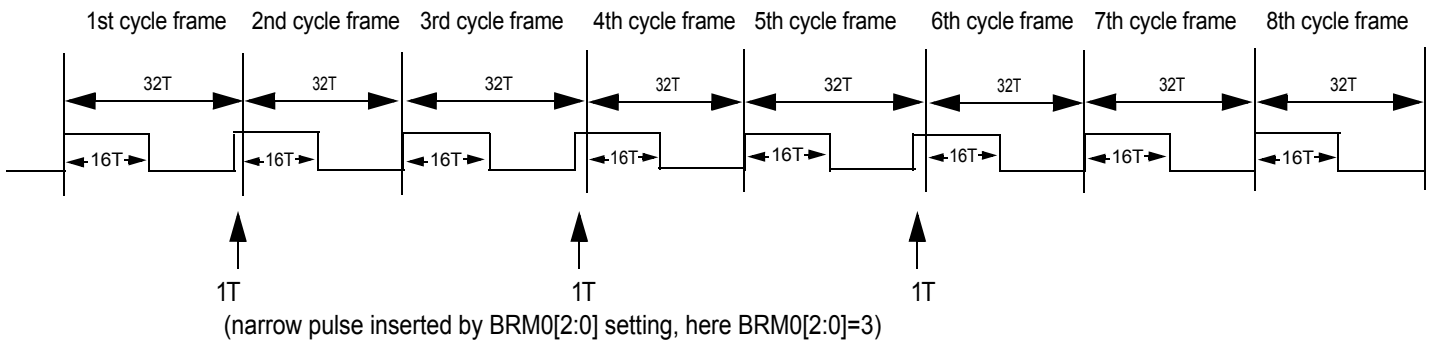 1st cycle frame 2nd cycle frame 3rd cycle frame 4th cycle frame 5th cycle frame 6th cycle frame 7th cycle frame 8th cycle frame
32T 32T 32T 32T 32T 32T 32T 32T
16T 16T 16T 16T 16T 16T 16T 16T
1T 1T 1T
(narrow pulse inserted by BRM0[2:0] setting, here BRM0[2:0]=3)